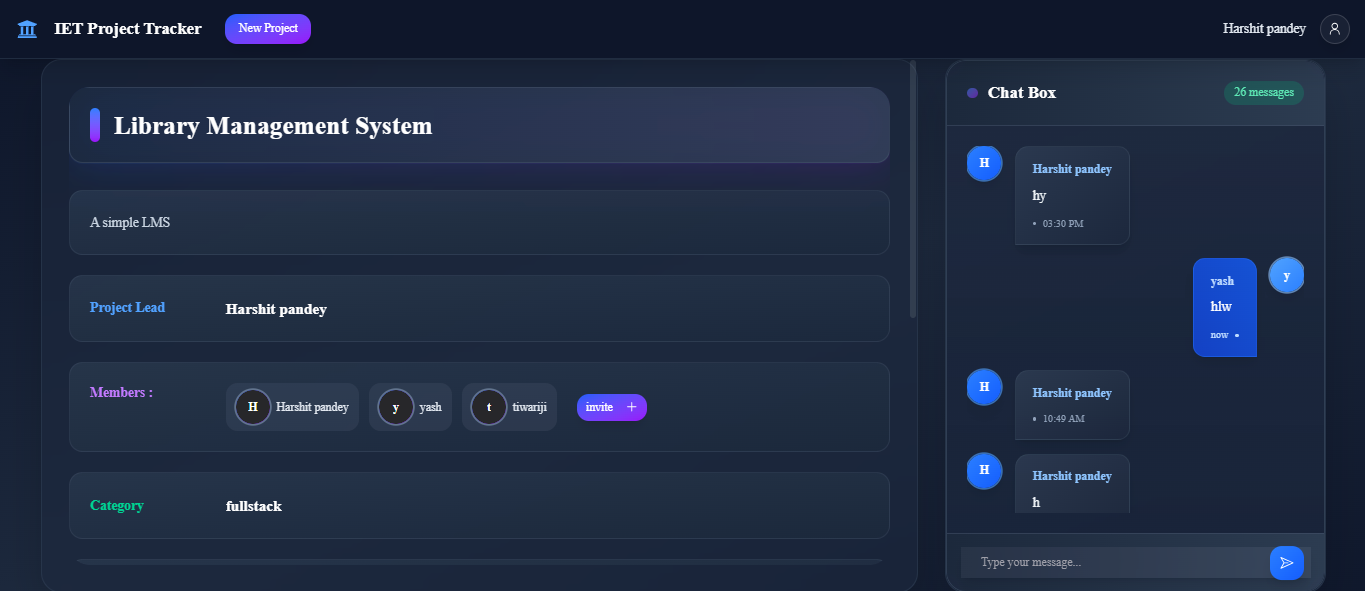 IET Project Tracker
New Project
Harshit pandey
Library Management System
A simple LMS
Project Lead
Harshit pandey
Members :
H
Harshit pandey
y
yash
t
tiwariji
invite +
Category
fullstack
Chat Box
26 messages
H
Harshit pandey
hy
• 03:30 PM
yash
y
hlw
now •
H
Harshit pandey
• 10:49 AM
H
Harshit pandey
h
Type your message...